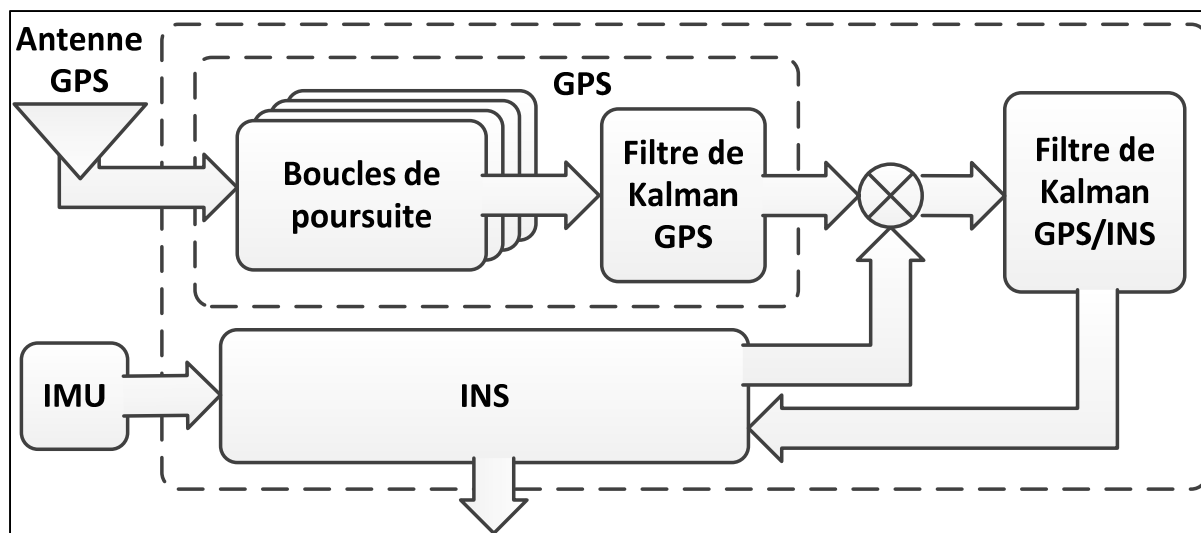 Antenne
GPS
GPS
Boucles de
poursuite
Filtre de
Kalman
GPS
Filtre de
Kalman
GPS/INS
IMU
INS